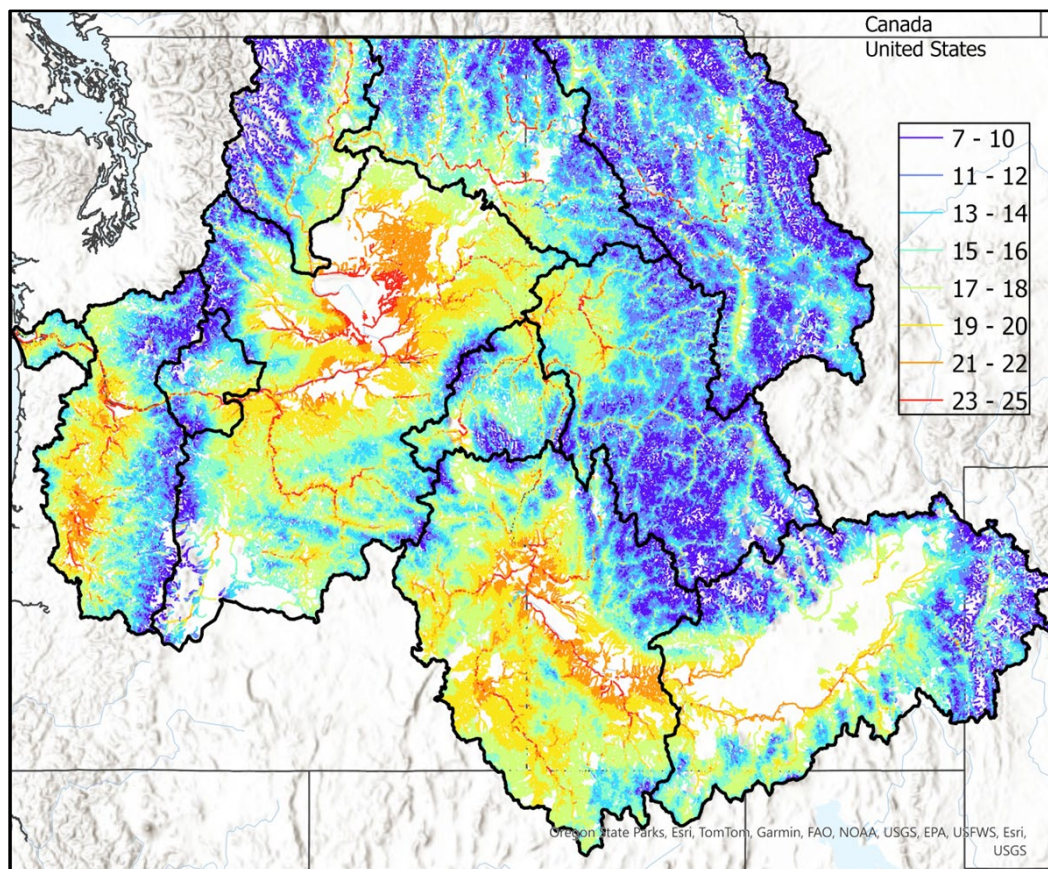 Canada
United States
7 - 10
11 - 12
13 - 14
15 - 16
17 - 18
19 - 20
21 - 22
23 - 25
Oregon State Parks, Esri, TomTom, Garmin, FAO, NOAA, USGS, EPA, USFWS, Esri,
USGS